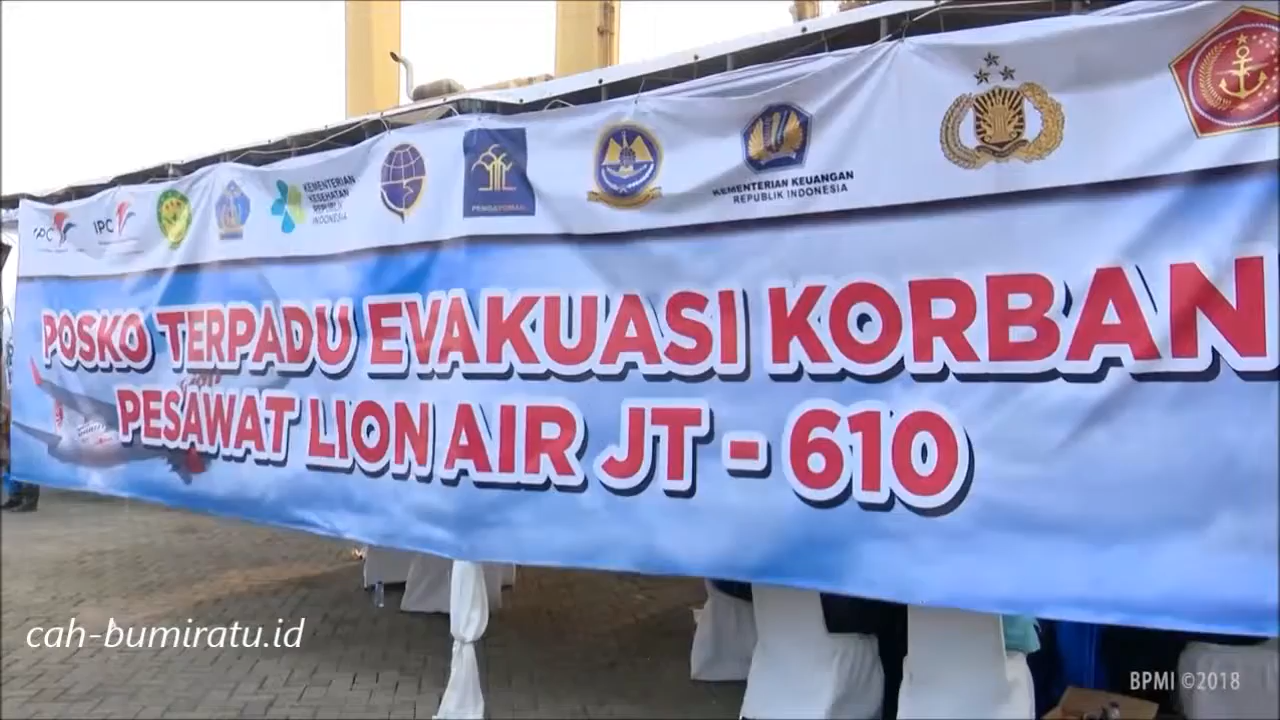 IPC
IPC
KEMENTERIAN
KESEHATAN
REPUBLIK
INDONESIA
PENGAYOMAN
KEMENTERIAN KEUANGAN
REPUBLIK INDONESIA
POSKO TERPADU EVAKUASI KORBAN
PESAWAT LION AIR JT - 610
cah-bumiratu.id
BPMI ©2018